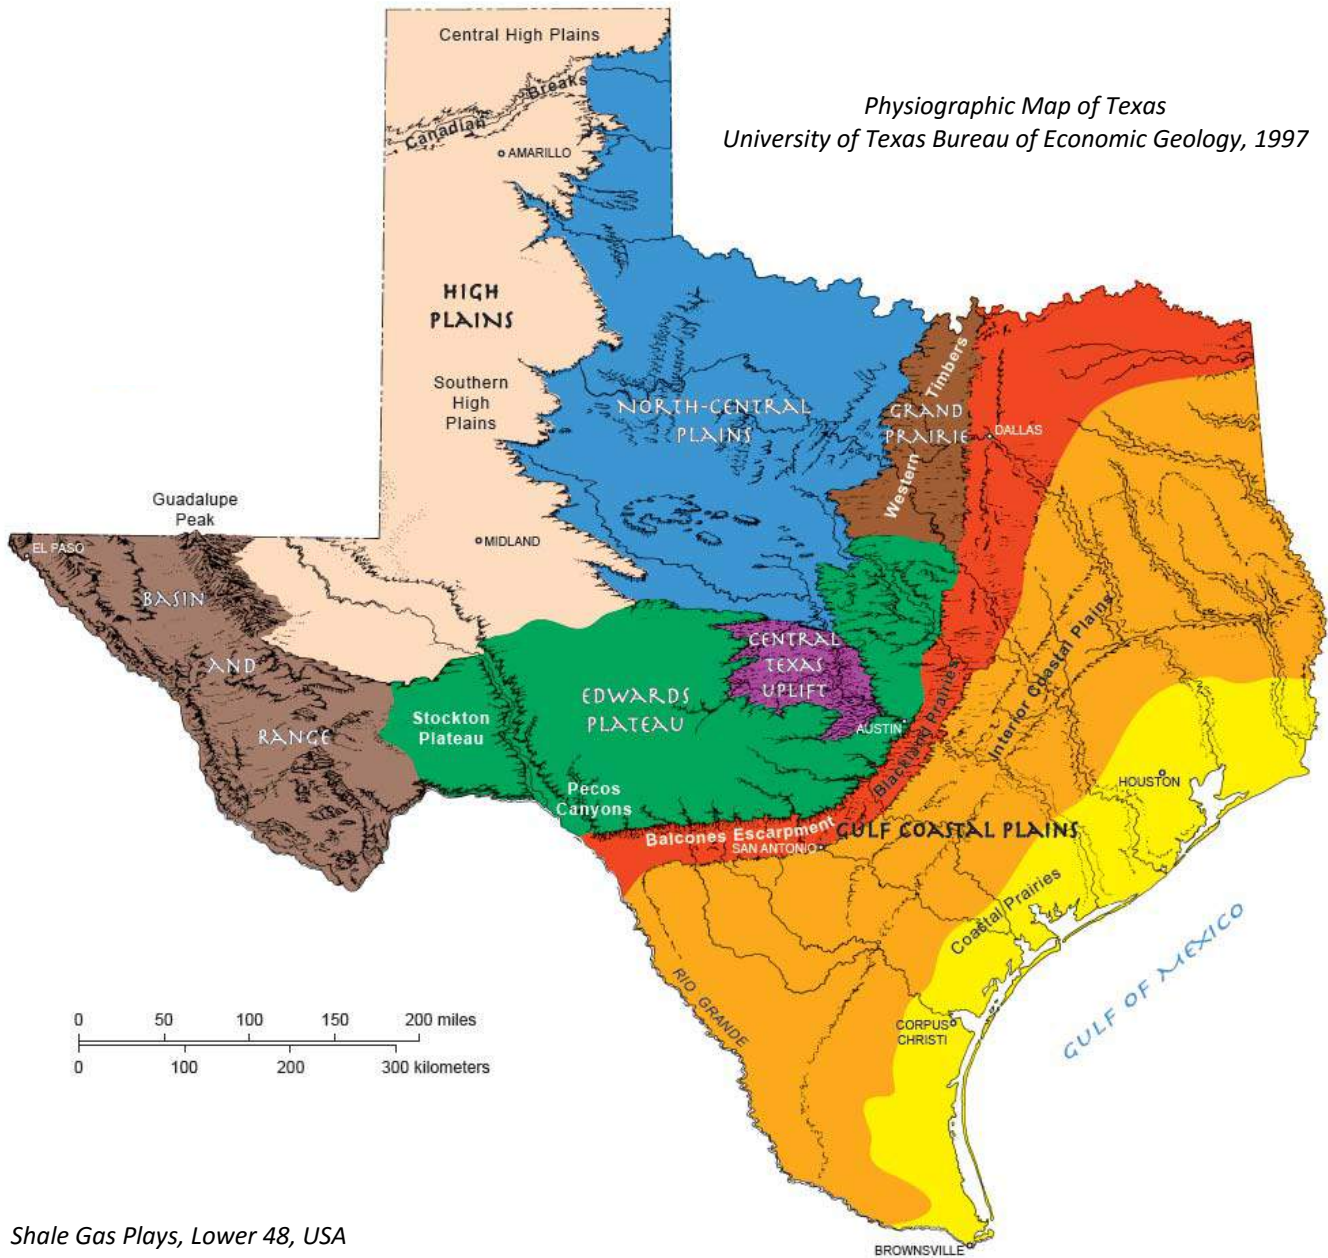 Physiographic Map of Texas
University of Texas Bureau of Economic Geology, 1997
Central High Plains
Canadian Breaks
AMARILLO
HIGH
PLAINS
Southern
High
Plains
NORTH-CENTRAL
PLAINS
Western Timbers
GRAND
PRAIRIE
DALLAS
Guadalupe
Peak
EL PASO
MIDLAND
BASIN
AND
RANGE
CENTRAL
TEXAS
UPLIFT
EDWARDS
PLATEAU
Stockton
Plateau
AUSTIN
Pecos
Canyons
Blackland Prairies
Interior Coastal Plains
HOUSTON
Balcones Escarpment
SAN ANTONIO
GULF COASTAL PLAINS
Coastal Prairies
GULF OF MEXICO
RIO GRANDE
CORPUS
CHRISTI
0 50 100 150 200 miles
0 100 200 300 kilometers
Shale Gas Plays, Lower 48, USA
BROWNSVILLE